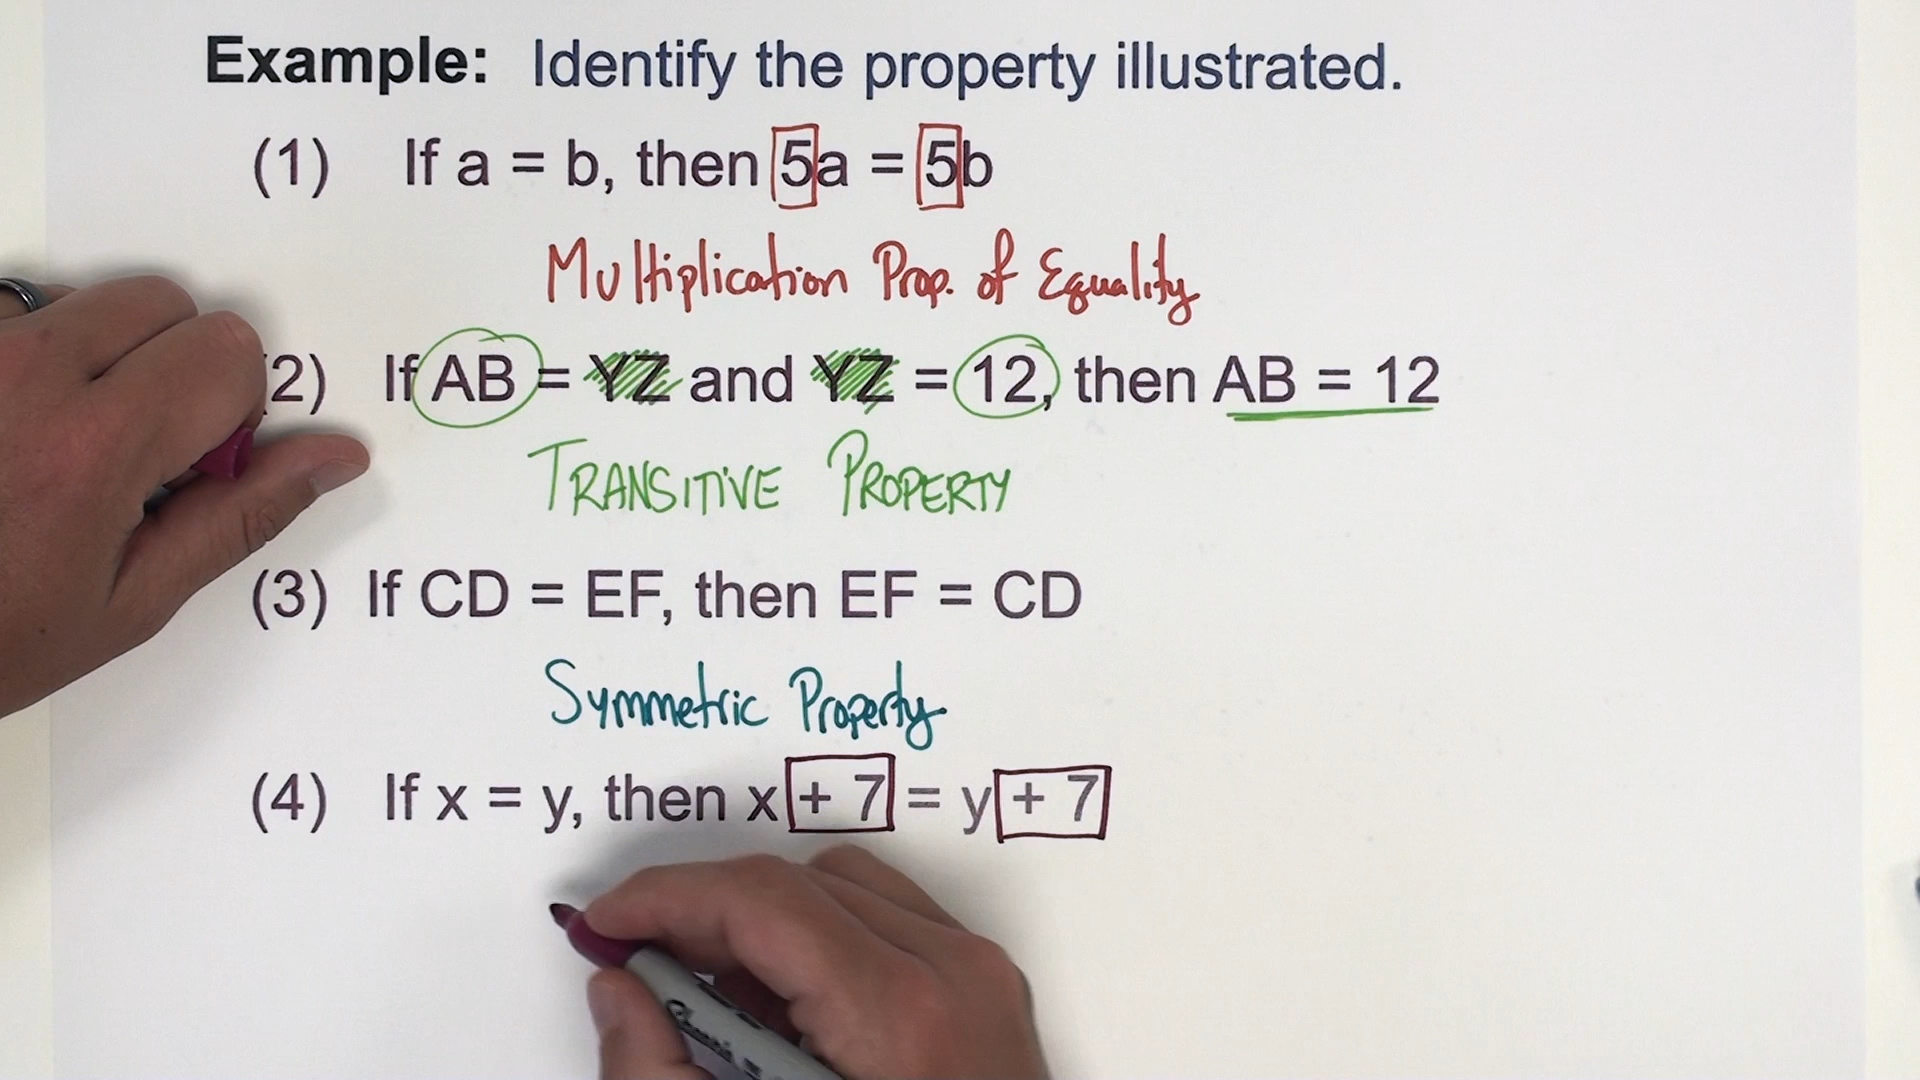 Example: Identify the property illustrated.
(1) If a = b, then 5a = 5b
Multiplication Prop. of Equality
(2) If AB = YZ and YZ = 12, then AB = 12
TRANSITIVE PROPERTY
(3) If CD = EF, then EF = CD
Symmetric Property
(4) If x = y, then x + 7 = y + 7